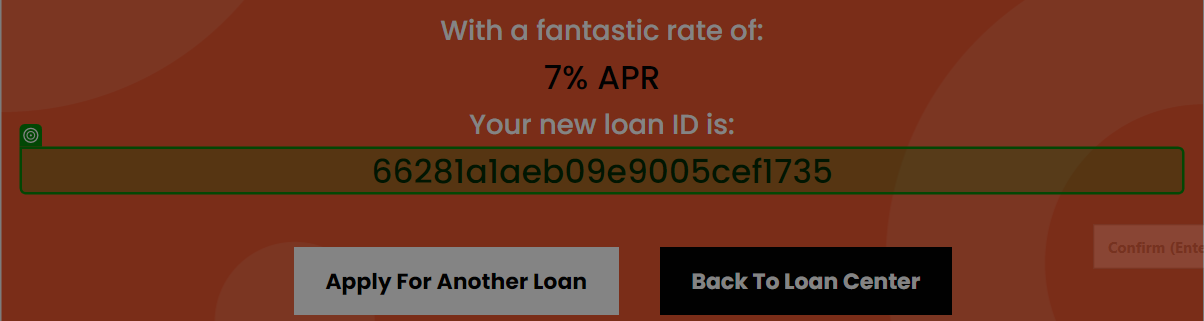 With a fantastic rate of:
7% APR
Your new loan ID is:
66281a1aeb09e9005cef1735
Confirm (Ente
Apply For Another Loan
Back To Loan Center